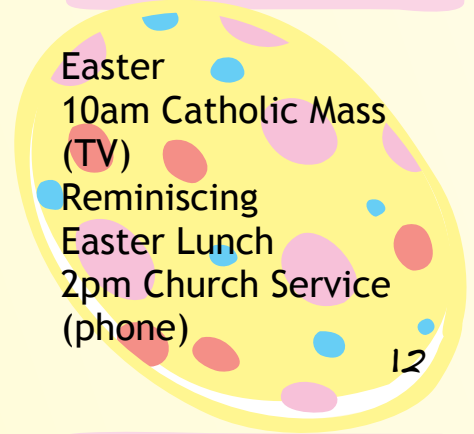 Easter
10am Catholic Mass
(TV)
Reminiscing
Easter Lunch
2pm Church Service
(phone)
12